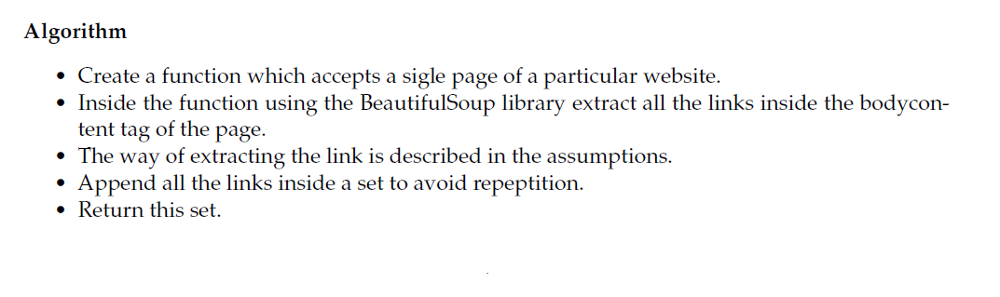 Algorithm
• Create a function which accepts a sigle page of a particular website.
• Inside the function using the BeautifulSoup library extract all the links inside the bodycon-
tent tag of the page.
• The way of extracting the link is described in the assumptions.
• Append all the links inside a set to avoid repeptition.
• Return this set.